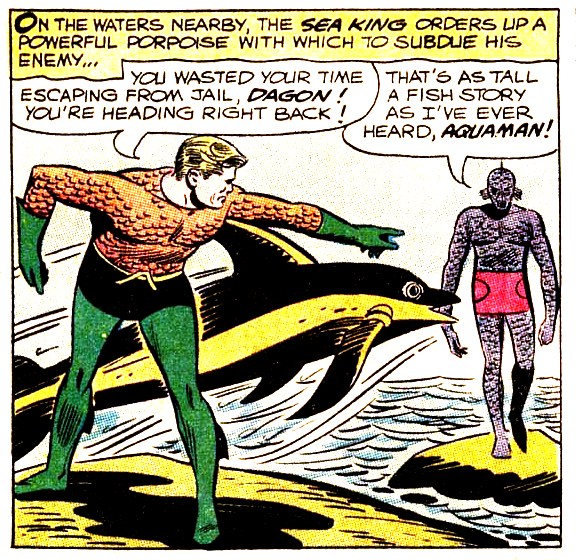 ON THE WATERS NEARBY, THE SEA KING ORDERS UP A
POWERFUL PORPOISE WITH WHICH TO SUBDUE HIS
ENEMY...
YOU WASTED YOUR TIME
ESCAPING FROM JAIL, DAGON!
YOU'RE HEADING RIGHT BACK!
THAT'S AS TALL
A FISH STORY
AS I'VE EVER
HEARD, AQUAMAN!